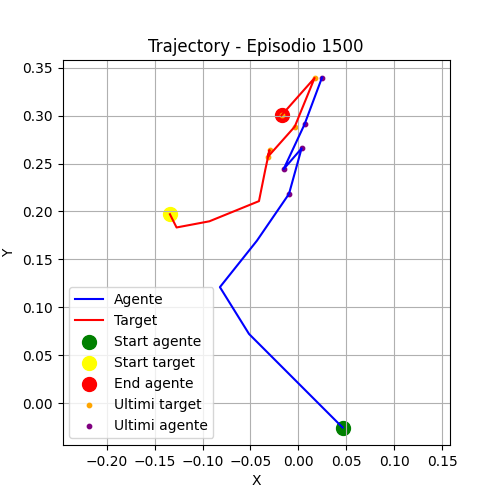 Trajectory - Episodio 1500
0.35
0.30
0.25
0.20
0.15
0.10
0.05
0.00
Y
Agente
Target
Start agente
Start target
End agente
Ultimi target
Ultimi agente
−0.20 −0.15 −0.10 −0.05 0.00 0.05 0.10 0.15
X